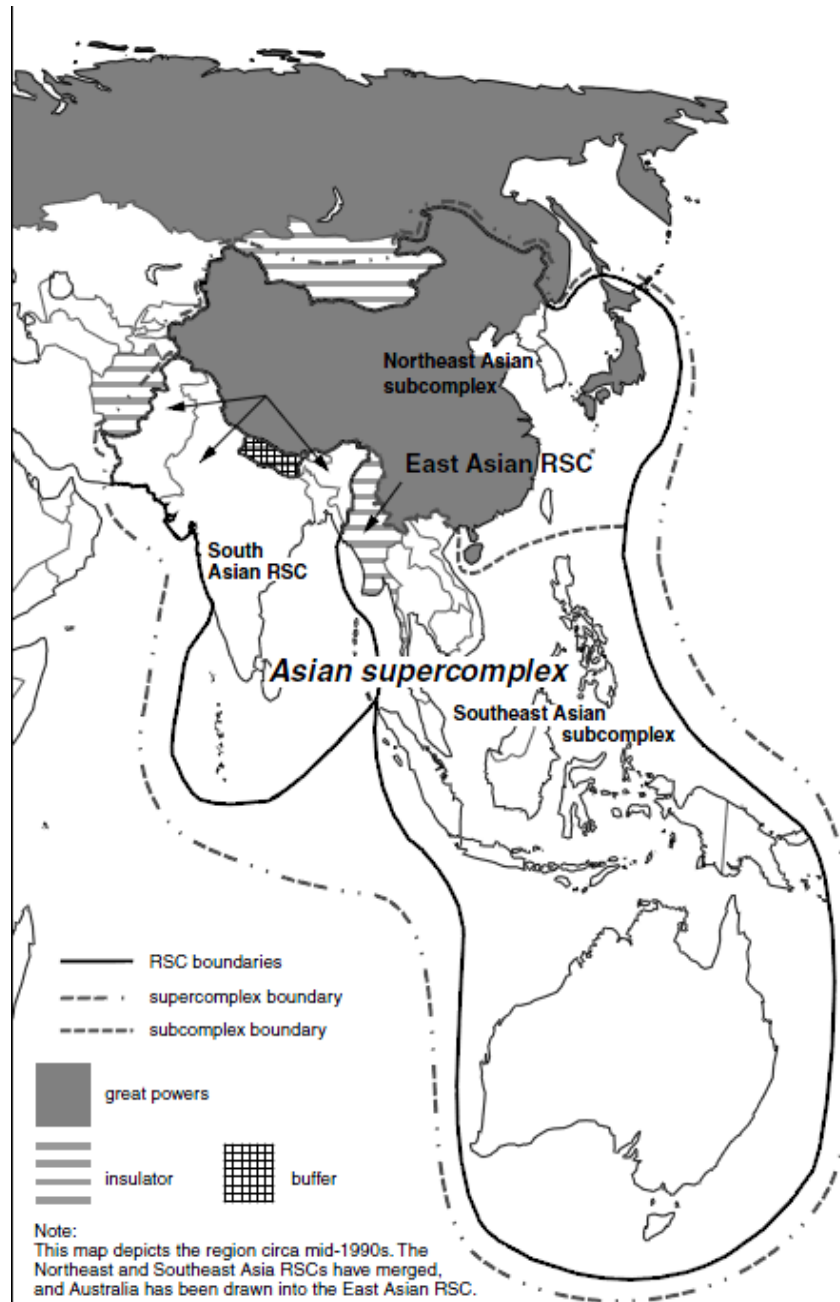 Northeast Asian
subcomplex
East Asian RSC
South
Asian RSC
Asian supercomplex
Southeast Asian
subcomplex
RSC boundaries
supercomplex boundary
subcomplex boundary
great powers
insulator
buffer
Note:
This map depicts the region circa mid-1990s. The
Northeast and Southeast Asia RSCs have merged,
and Australia has been drawn into the East Asian RSC.